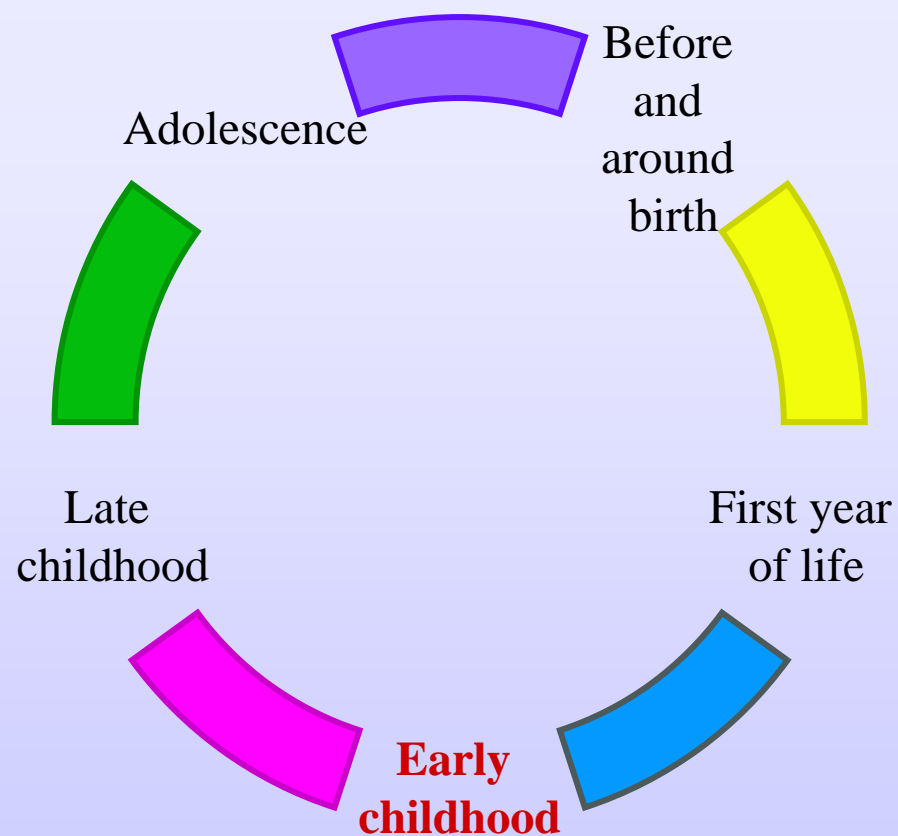 Before
and
around
birth
Adolescence
Late
childhood
First year
of life
Early
childhood